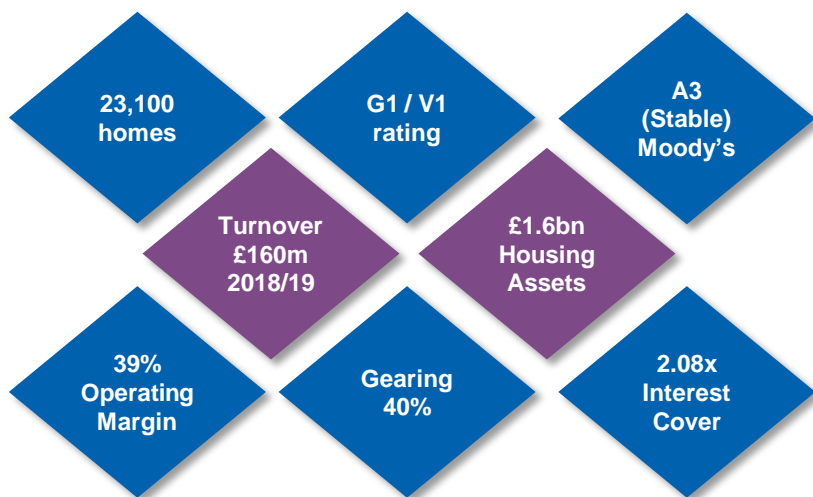 23,100
homes
G1 / V1
rating
A3
(Stable)
Moody’s
Turnover
£160m
2018/19
£1.6bn
Housing
Assets
39%
Operating
Margin
Gearing
40%
2.08x
Interest
Cover